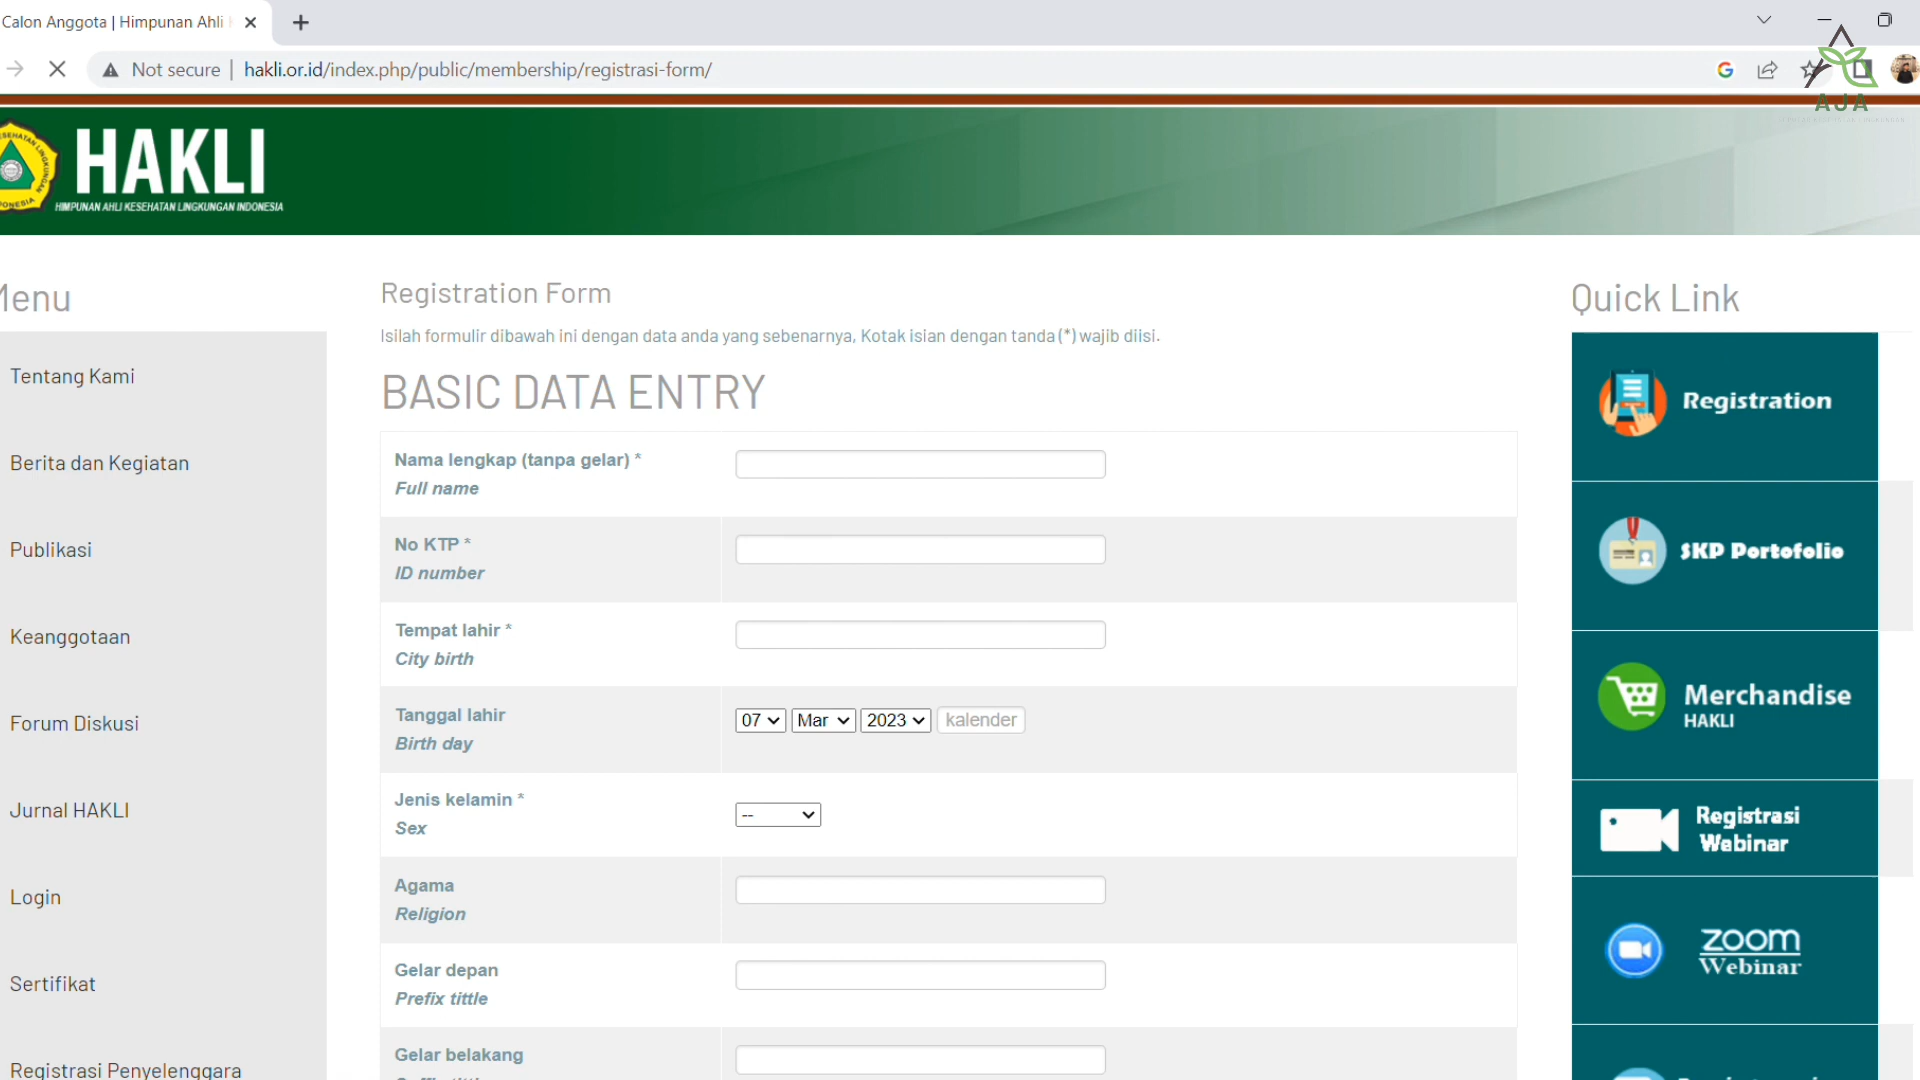 Calon Anggota | Himpunan Ahli
Not secure | hakli.or.id/index.php/public/membership/registrasi-form/
AJA
HAKLI
HIMPUNAN AHLI KESEHATAN LINGKUNGAN INDONESIA
Menu
Tentang Kami
Berita dan Kegiatan
Publikasi
Keanggotaan
Forum Diskusi
Jurnal HAKLI
Login
Sertifikat
Registrasi Penyelenggara
Registration Form
Isilah formulir dibawah ini dengan data anda yang sebenarnya, Kotak isian dengan tanda (*) wajib diisi.
BASIC DATA ENTRY
Nama lengkap (tanpa gelar) *
Full name
No KTP *
ID number
Tempat lahir *
City birth
Tanggal lahir
Birth day
07 Mar 2023 kalender
Jenis kelamin *
Sex
--
Agama
Religion
Gelar depan
Prefix tittle
Gelar belakang
Quick Link
Registration
SKP Portofolio
Merchandise
HAKLI
Registrasi
Webinar
zoom
Webinar